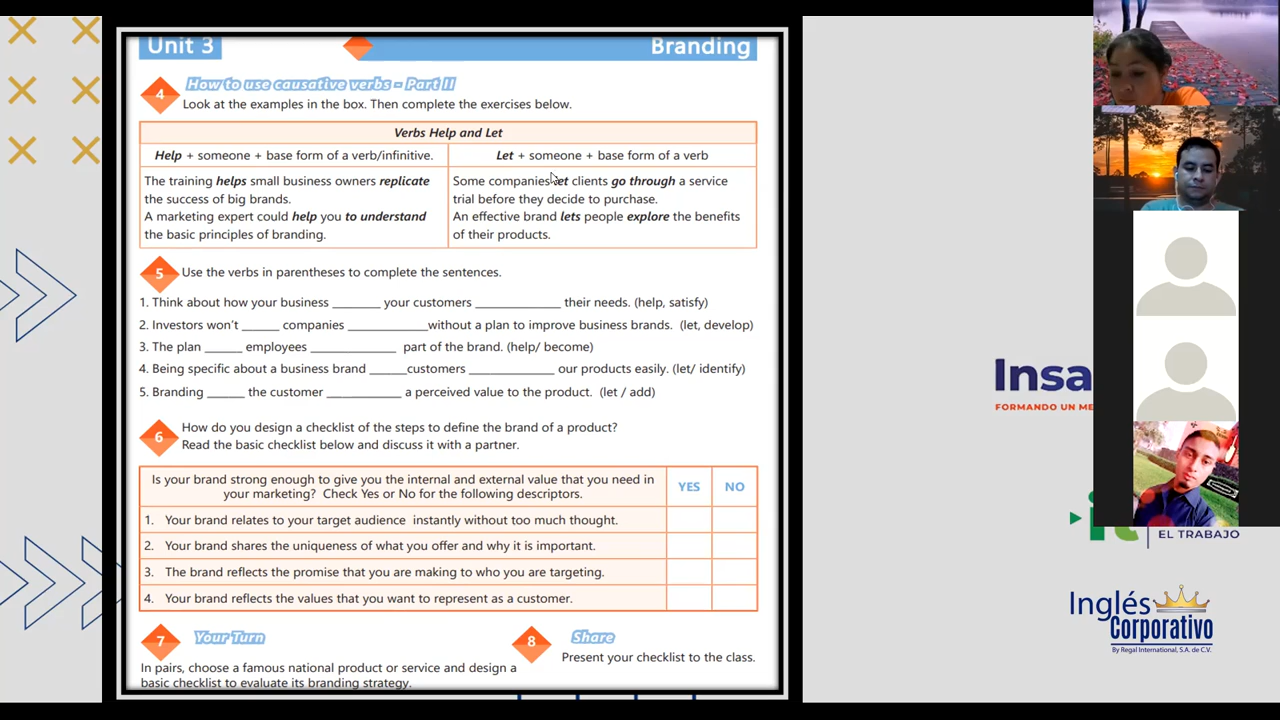 Unit 3
Branding
4
How to use causative verbs - Part II
Look at the examples in the box. Then complete the exercises below.
Verbs Help and Let
Help + someone + base form of a verb/infinitive.
Let + someone + base form of a verb
The training helps small business owners replicate
the success of big brands.
A marketing expert could help you to understand
the basic principles of branding.
Some companies let clients go through a service
trial before they decide to purchase.
An effective brand lets people explore the benefits
of their products.
5
Use the verbs in parentheses to complete the sentences.
1. Think about how your business ________ your customers ______________ their needs. (help, satisfy)
2. Investors won't ______ companies _____________without a plan to improve business brands. (let, develop)
3. The plan ______ employees ______________ part of the brand. (help/ become)
4. Being specific about a business brand ______customers ______________ our products easily. (let/ identify)
5. Branding ______ the customer ____________ a perceived value to the product. (let / add)
6
How do you design a checklist of the steps to define the brand of a product?
Read the basic checklist below and discuss it with a partner.
Is your brand strong enough to give you the internal and external value that you need in
your marketing? Check Yes or No for the following descriptors.
YES
NO
1. Your brand relates to your target audience instantly without too much thought.
2. Your brand shares the uniqueness of what you offer and why it is important.
3. The brand reflects the promise that you are making to who you are targeting.
4. Your brand reflects the values that you want to represent as a customer.
7
Your Turn
In pairs, choose a famous national product or service and design a
basic checklist to evaluate its branding strategy.
8
Share
Present your checklist to the class.
Insa
FORMANDO UN ME
EL TRABAJO
Inglés
Corporativo
By Regal International, S.A. de C.V.